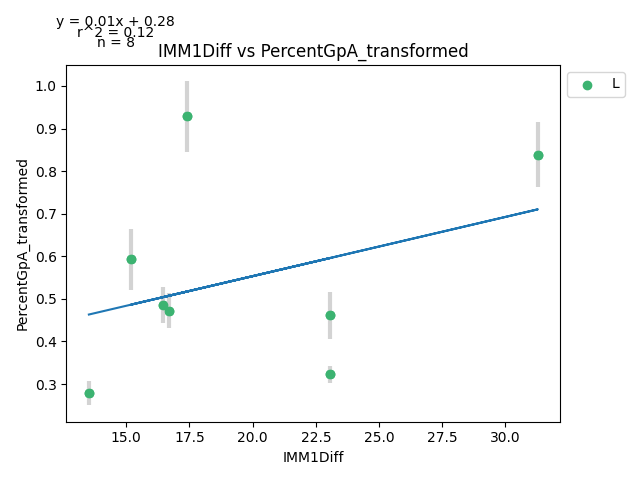 y = 0.01x + 0.28
r^2 = 0.12
n = 8
IMM1Diff vs PercentGpA_transformed
L
1.0
0.9
0.8
0.7
0.6
0.5
0.4
0.3
PercentGpA_transformed
15.0 17.5 20.0 22.5 25.0 27.5 30.0
IMM1Diff